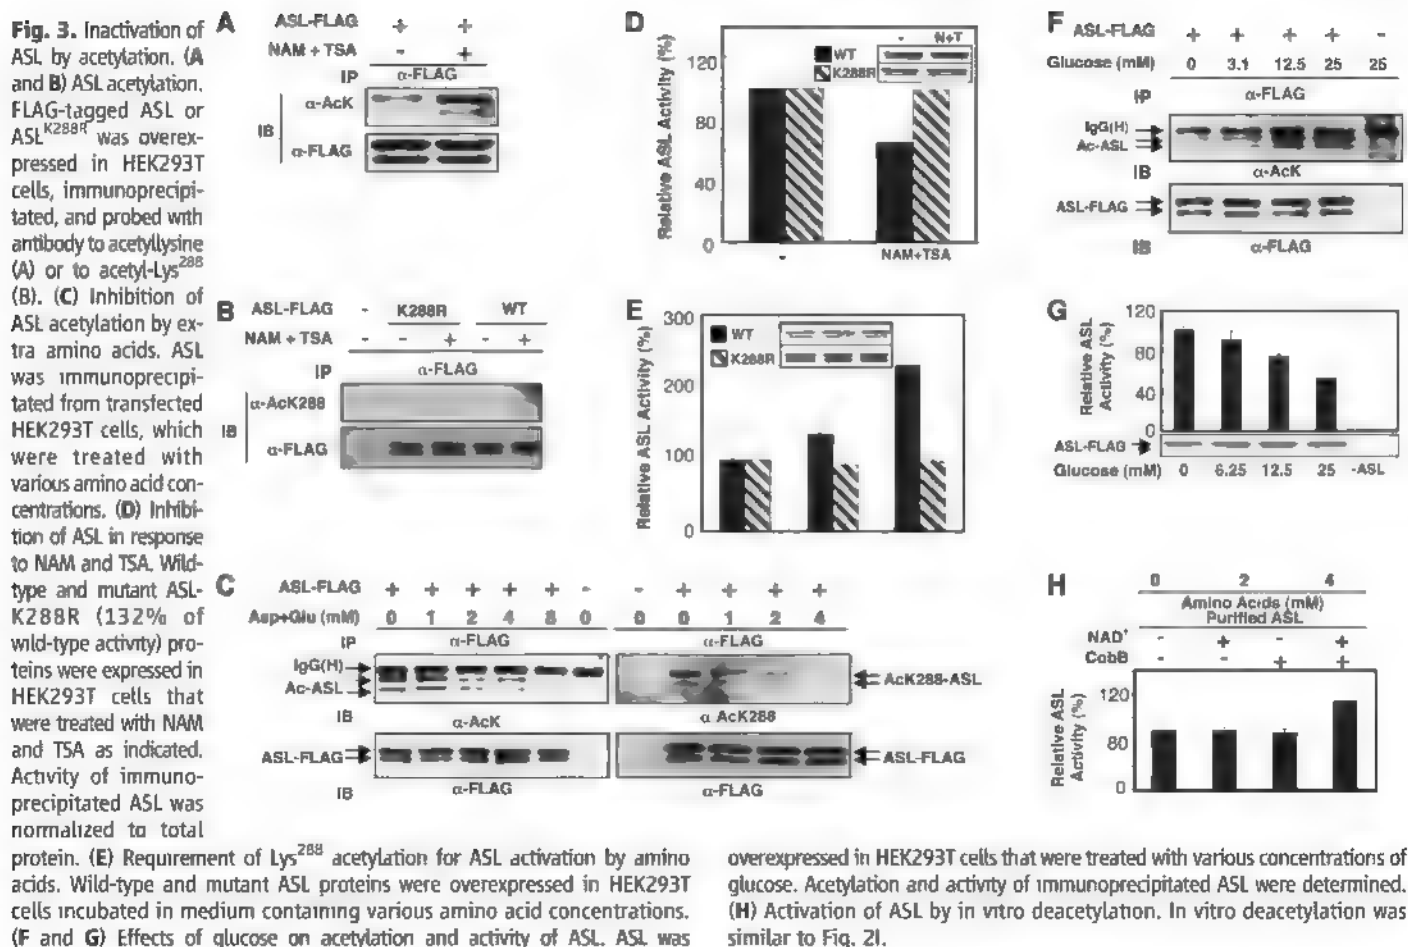 Fig. 3. Inactivation of
ASL by acetylation. (A
and B) ASL acetylation.
FLAG-tagged ASL or
ASL^K288R was overex-
pressed in HEK293T
cells, immunoprecipi-
tated, and probed with
antibody to acetyllysine
(A) or to acetyl-Lys^288
(B). (C) Inhibition of
ASL acetylation by ex-
tra amino acids. ASL
was immunoprecipi-
tated from transfected
HEK293T cells, which
were treated with
various amino acid con-
centrations. (D) Inhibi-
tion of ASL in response
to NAM and TSA. Wild-
type and mutant ASL-
K288R (132% of
wild-type activity) pro-
teins were expressed in
HEK293T cells that
were treated with NAM
and TSA as indicated.
Activity of immuno-
precipitated ASL was
normalized to total
protein. (E) Requirement of Lys^288 acetylation for ASL activation by amino
acids. Wild-type and mutant ASL proteins were overexpressed in HEK293T
cells incubated in medium containing various amino acid concentrations.
(F and G) Effects of glucose on acetylation and activity of ASL. ASL was
overexpressed in HEK293T cells that were treated with various concentrations of
glucose. Acetylation and activity of immunoprecipitated ASL were determined.
(H) Activation of ASL by in vitro deacetylation. In vitro deacetylation was
similar to Fig. 2I.
A
ASL-FLAG + +
NAM + TSA - +
IP α-FLAG
IB
α-AcK
α-FLAG
B
ASL-FLAG - K288R WT
NAM + TSA - - + - +
IP α-FLAG
IB
α-AcK288
α-FLAG
C
ASL-FLAG + + + + + - - + + + +
Asp+Glu (mM) 0 1 2 4 8 0 0 0 1 2 4
IP α-FLAG α-FLAG
IgG(H)
Ac-ASL
AcK288-ASL
IB α-AcK α AcK288
ASL-FLAG ASL-FLAG
IB α-FLAG α-FLAG
D
Relative ASL Activity (%)
120
80
40
0
WT
K288R
- N+T
- NAM+TSA
E
Relative ASL Activity (%)
300
200
100
0
WT
K288R
F
ASL-FLAG + + + + -
Glucose (mM) 0 3.1 12.5 25 25
IP α-FLAG
IgG(H)
Ac-ASL
IB α-AcK
ASL-FLAG
IB α-FLAG
G
Relative ASL
Activity (%)
120
80
40
0
ASL-FLAG
Glucose (mM) 0 6.25 12.5 25 -ASL
H
0 2 4
Amino Acids (mM)
Purified ASL
NAD+ - + - +
CobB - - + +
Relative ASL
Activity (%)
120
80
0